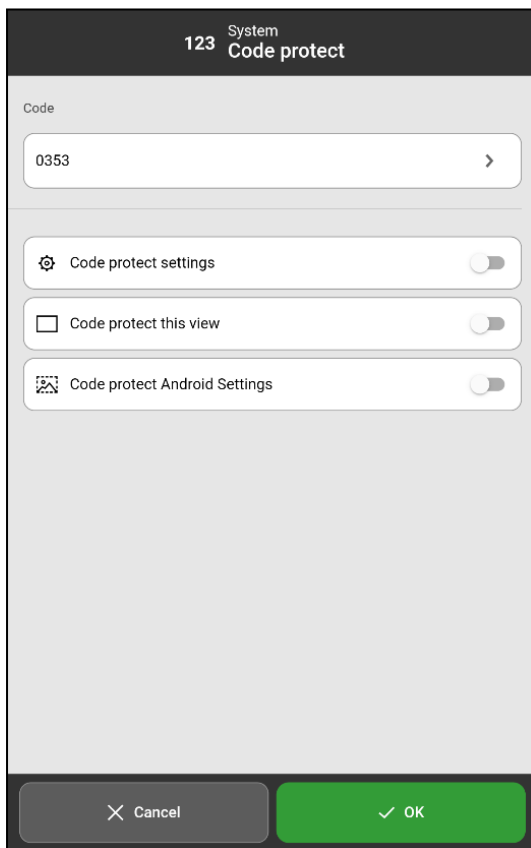 123
System
Code protect
Code
0353
Code protect settings
Code protect this view
Code protect Android Settings
Cancel
OK